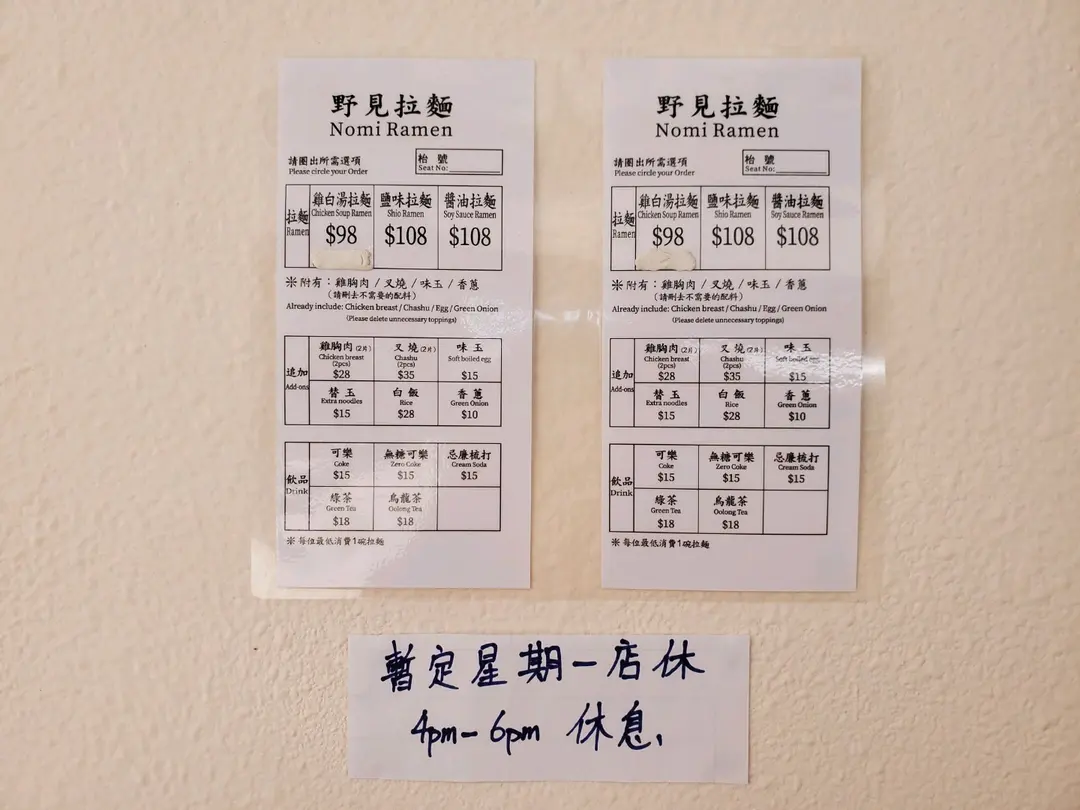 野見拉麵
Nomi Ramen
請圈出所需選項
Please circle your Order
枱 號
Seat No:
拉麵
Ramen
雞白湯拉麵 鹽味拉麵 醬油拉麵
Chicken Soup Ramen Shio Ramen Soy Sauce Ramen
$98 $108 $108
※ 附有：雞胸肉 / 叉燒 / 味玉 / 香蔥
（請刪去不需要的配料）
Already include: Chicken breast / Chashu / Egg / Green Onion
(Please delete unnecessary toppings)
追加
Add-ons
雞胸肉 (2片) 叉燒 (2片) 味玉
Chicken breast (2pcs) Chashu (2pcs) Soft boiled egg
$28 $35 $15
替玉 白飯 香蔥
Extra noodles Rice Green Onion
$15 $28 $10
飲品
Drink
可樂 無糖可樂 忌廉梳打
Coke Zero Coke Cream Soda
$15 $15 $15
綠茶 烏龍茶
Green Tea Oolong Tea
$18 $18
※ 每位最低消費1碗拉麵
野見拉麵
Nomi Ramen
請圈出所需選項
Please circle your Order
枱 號
Seat No:
拉麵
Ramen
雞白湯拉麵 鹽味拉麵 醬油拉麵
Chicken Soup Ramen Shio Ramen Soy Sauce Ramen
$98 $108 $108
※ 附有：雞胸肉 / 叉燒 / 味玉 / 香蔥
（請刪去不需要的配料）
Already include: Chicken breast / Chashu / Egg / Green Onion
(Please delete unnecessary toppings)
追加
Add-ons
雞胸肉 (2片) 叉燒 (2片) 味玉
Chicken breast (2pcs) Chashu (2pcs) Soft boiled egg
$28 $35 $15
替玉 白飯 香蔥
Extra noodles Rice Green Onion
$15 $28 $10
飲品
Drink
可樂 無糖可樂 忌廉梳打
Coke Zero Coke Cream Soda
$15 $15 $15
綠茶 烏龍茶
Green Tea Oolong Tea
$18 $18
※ 每位最低消費1碗拉麵
暫定星期一店休
4pm-6pm 休息、